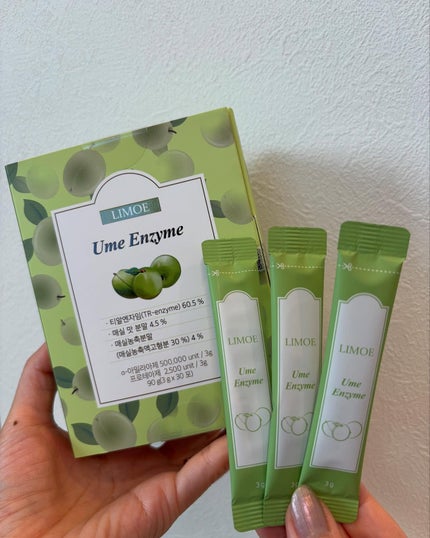 LIMOE
Ume Enzyme
· 티알엔자임(TR-enzyme) 60.5 %
· 매실 맛 분말 4.5 %
· 매실농축분말
(매실농축액고형분 30 %) 4 %
α-아밀라아제 500,000 unit / 3g
프로테아제 2,500 unit / 3g
90 g(3 g x 30 포)
LIMOE
Ume
Enzyme
3g
LIMOE
Ume
Enzyme
3g
LIMOE
Ume
Enzyme
3g